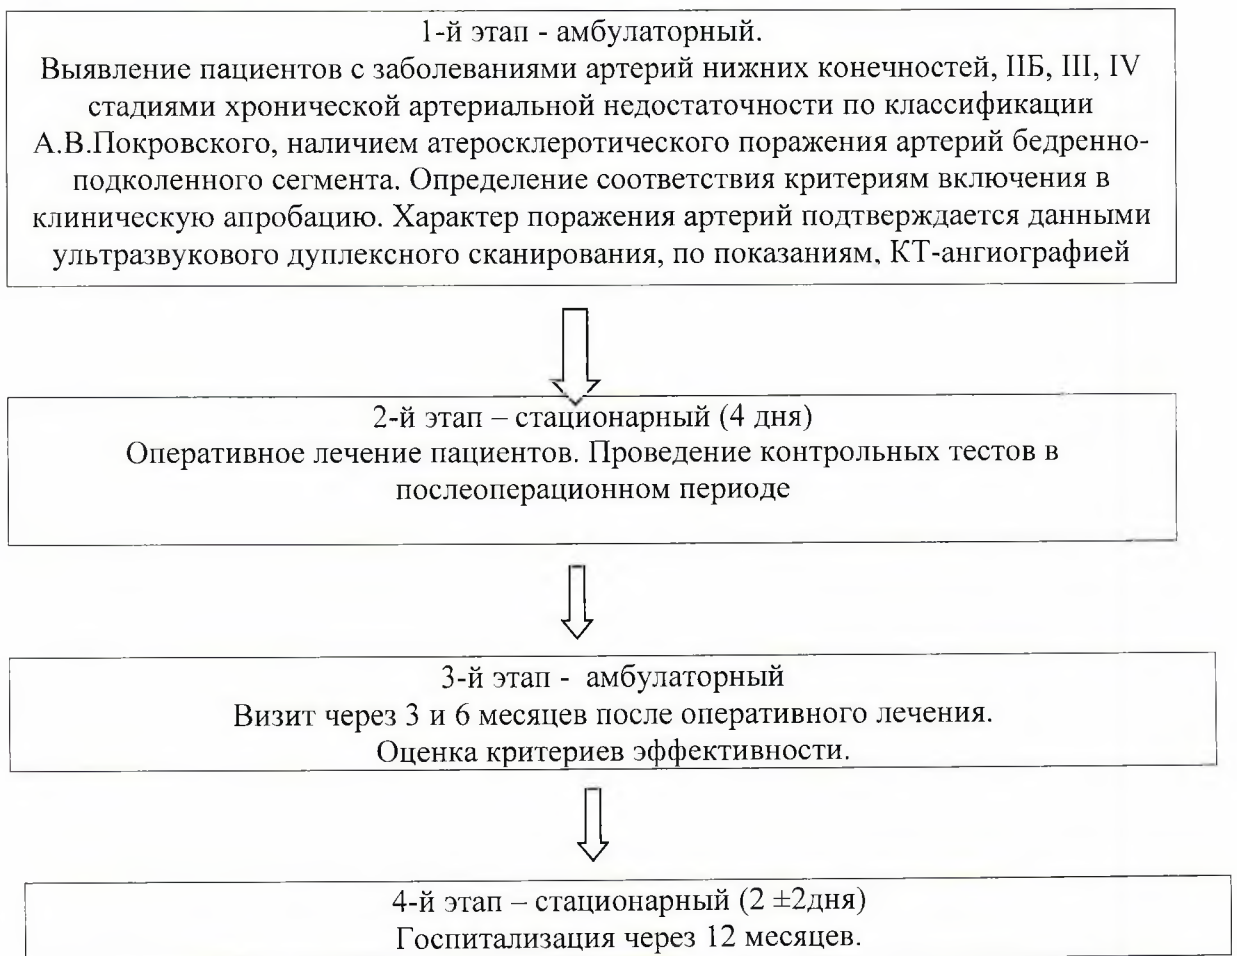 1-й этап - амбулаторный.
Выявление пациентов с заболеваниями артерий нижних конечностей, IIБ, III, IV
стадиями хронической артериальной недостаточности по классификации
А.В.Покровского, наличием атеросклеротического поражения артерий бедренно-
подколенного сегмента. Определение соответствия критериям включения в
клиническую апробацию. Характер поражения артерий подтверждается данными
ультразвукового дуплексного сканирования, по показаниям, КТ-ангиографией
2-й этап – стационарный (4 дня)
Оперативное лечение пациентов. Проведение контрольных тестов в
послеоперационном периоде
3-й этап - амбулаторный
Визит через 3 и 6 месяцев после оперативного лечения.
Оценка критериев эффективности.
4-й этап – стационарный (2 ±2дня)
Госпитализация через 12 месяцев.